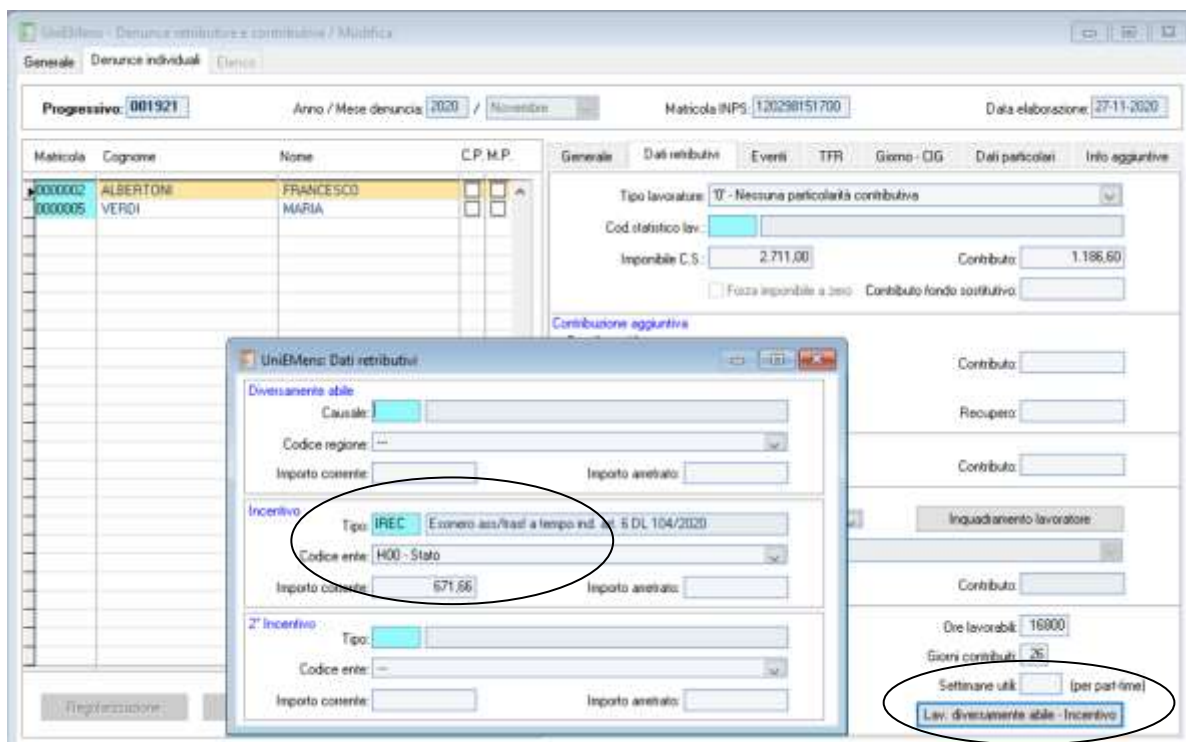 UniEMens - Denunce retributive e contributive / Modifica
Generale Denunce individuali Elenco
Progressivo: 001921 Anno / Mese denuncia: 2020 / Novembre Matricola INPS: 120298151700 Data elaborazione: 27-11-2020
Matricola Cognome Nome C.P. M.P.
0000002 ALBERTONI FRANCESCO
0000005 VERDI MARIA
Generale Dati retributivi Eventi TFR Giorno - CIG Dati particolari Info aggiuntive
Tipo lavoratore: '0' - Nessuna particolarità contributiva
Cod. statistico lav.:
Imponibile C.S.: 2.711,00 Contributo: 1.186,60
Forza imponibile a zero Contributo fondo sostitutivo:
Contribuzione aggiuntiva
Contributo:
Recupero:
Contributo:
Inquadramento lavoratore
Contributo:
Ore lavorabili: 16800
Giorni contribuiti: 26
Settimane utili: (per part-time)
Lav. diversamente abile - Incentivo
UniEMens: Dati retributivi
Diversamente abile
Causale:
Codice regione: ---
Importo corrente: Importo arretrato:
Incentivo
Tipo: IREC Esonero ass/trasf a tempo ind. art. 6 DL 104/2020
Codice ente: H00 - Stato
Importo corrente: 671,66 Importo arretrato:
2° Incentivo
Tipo:
Codice ente: ---
Importo corrente: Importo arretrato: